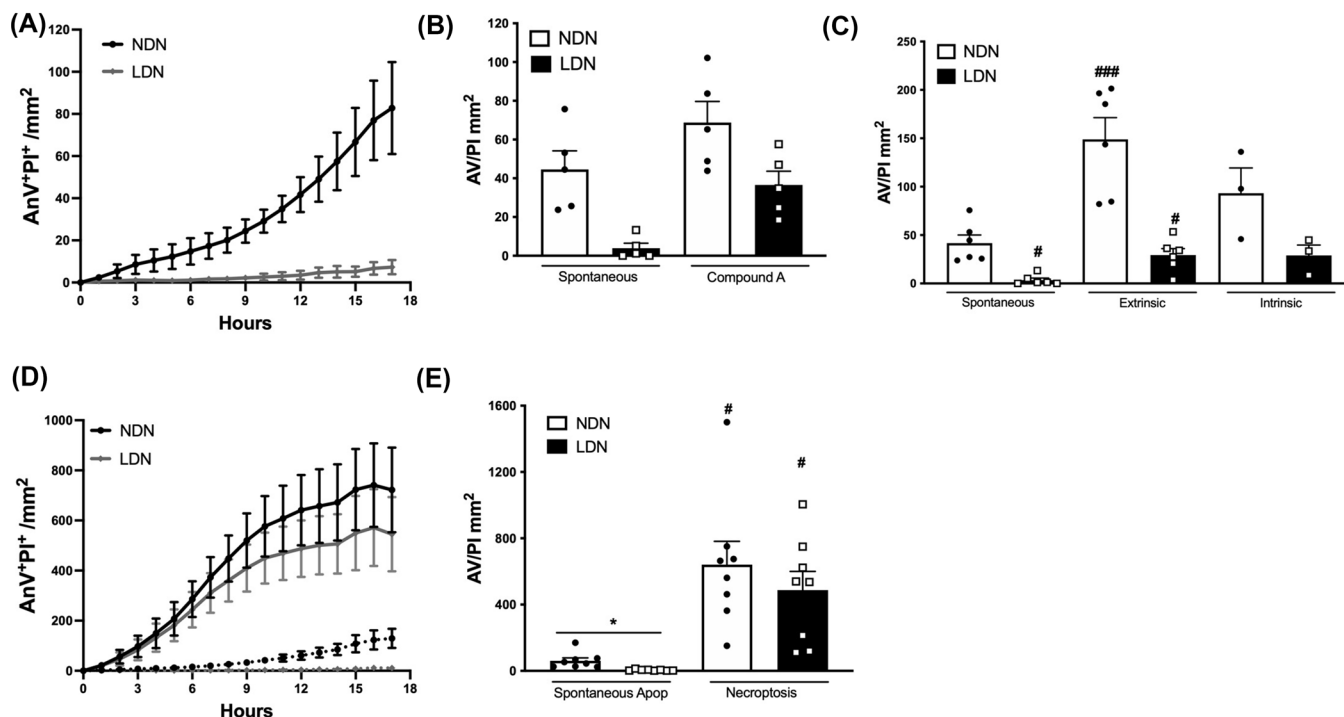 (A)
AnV⁺PI⁺ /mm²
120
100
80
60
40
20
0
NDN
LDN
0 3 6 9 12 15 18
Hours
(B)
AV/PI mm²
120
100
80
60
40
20
0
NDN
LDN
Spontaneous Compound A
(C)
AV/PI mm²
250
200
150
100
50
0
NDN
LDN
#
###
#
Spontaneous Extrinsic Intrinsic
(D)
AnV⁺PI⁺ /mm²
1000
800
600
400
200
0
NDN
LDN
0 3 6 9 12 15 18
Hours
(E)
AV/PI mm²
1600
1200
800
400
0
NDN
LDN
*
#
#
Spontaneous Apop Necroptosis